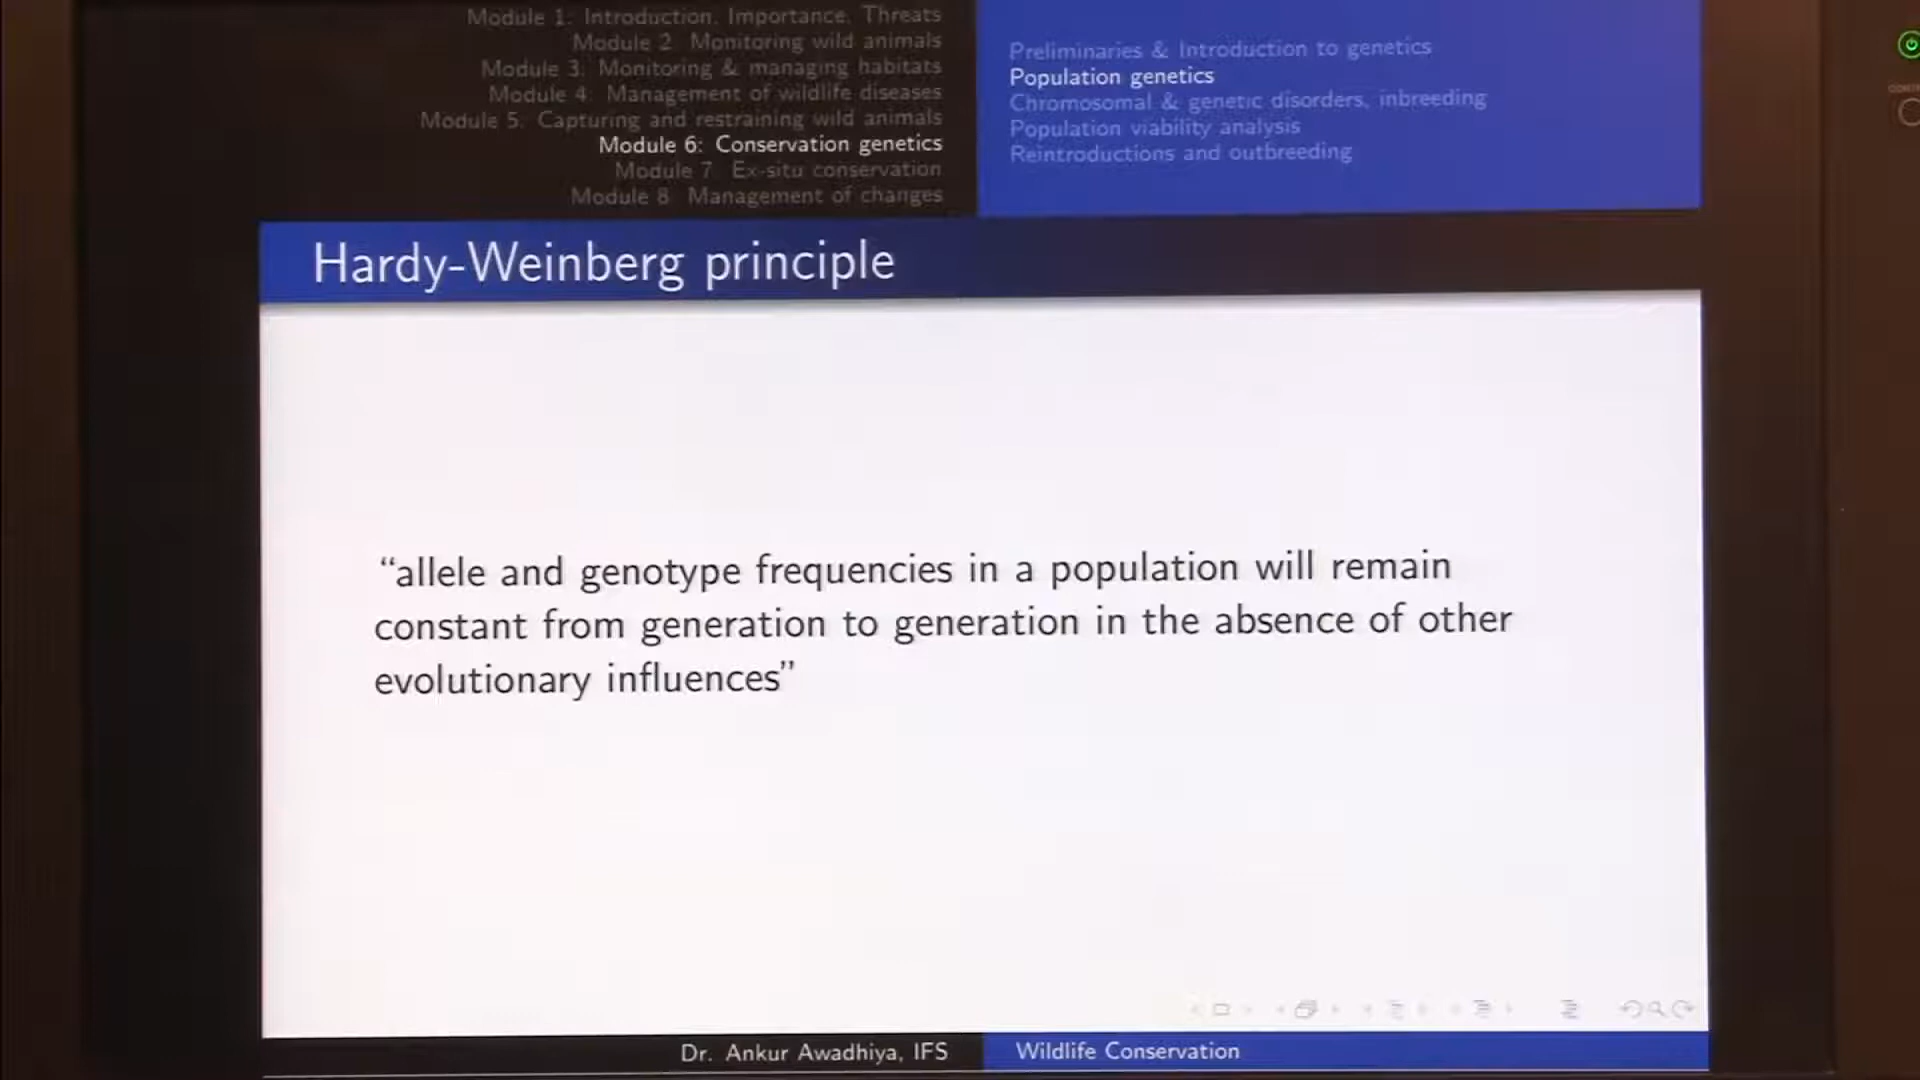 Module 1: Introduction, Importance, Threats
Module 2: Monitoring wild animals
Module 3: Monitoring & managing habitats
Module 4: Management of wildlife diseases
Module 5: Capturing and restraining wild animals
Module 6: Conservation genetics
Module 7: Ex-situ conservation
Module 8: Management of changes
Preliminaries & Introduction to genetics
Population genetics
Chromosomal & genetic disorders, inbreeding
Population viability analysis
Reintroductions and outbreeding
Hardy-Weinberg principle
“allele and genotype frequencies in a population will remain
constant from generation to generation in the absence of other
evolutionary influences”
Dr. Ankur Awadhiya, IFS
Wildlife Conservation